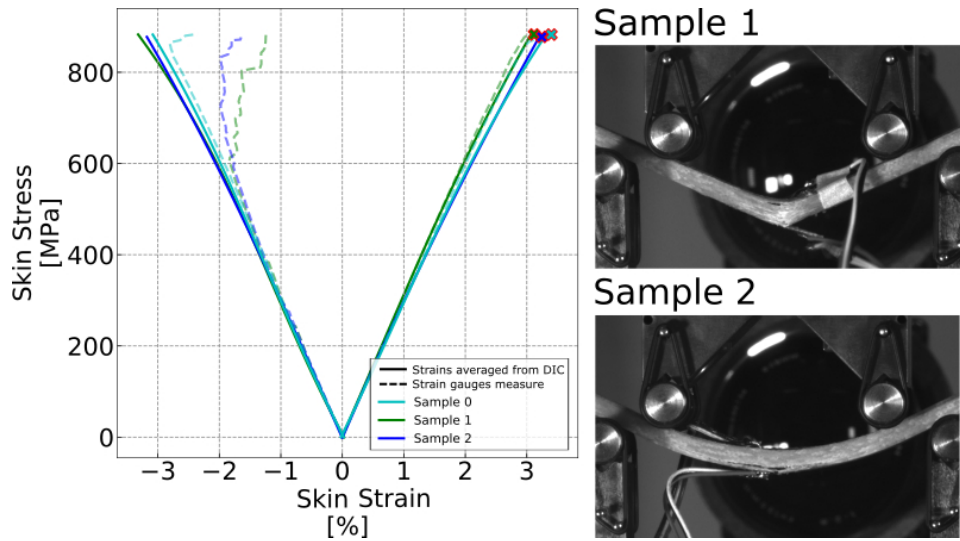 Skin Stress
[MPa]
800
600
400
200
0
−3 −2 −1 0 1 2 3
Skin Strain
[%]
Strains averaged from DIC
Strain gauges measure
Sample 0
Sample 1
Sample 2
Sample 1
Sample 2